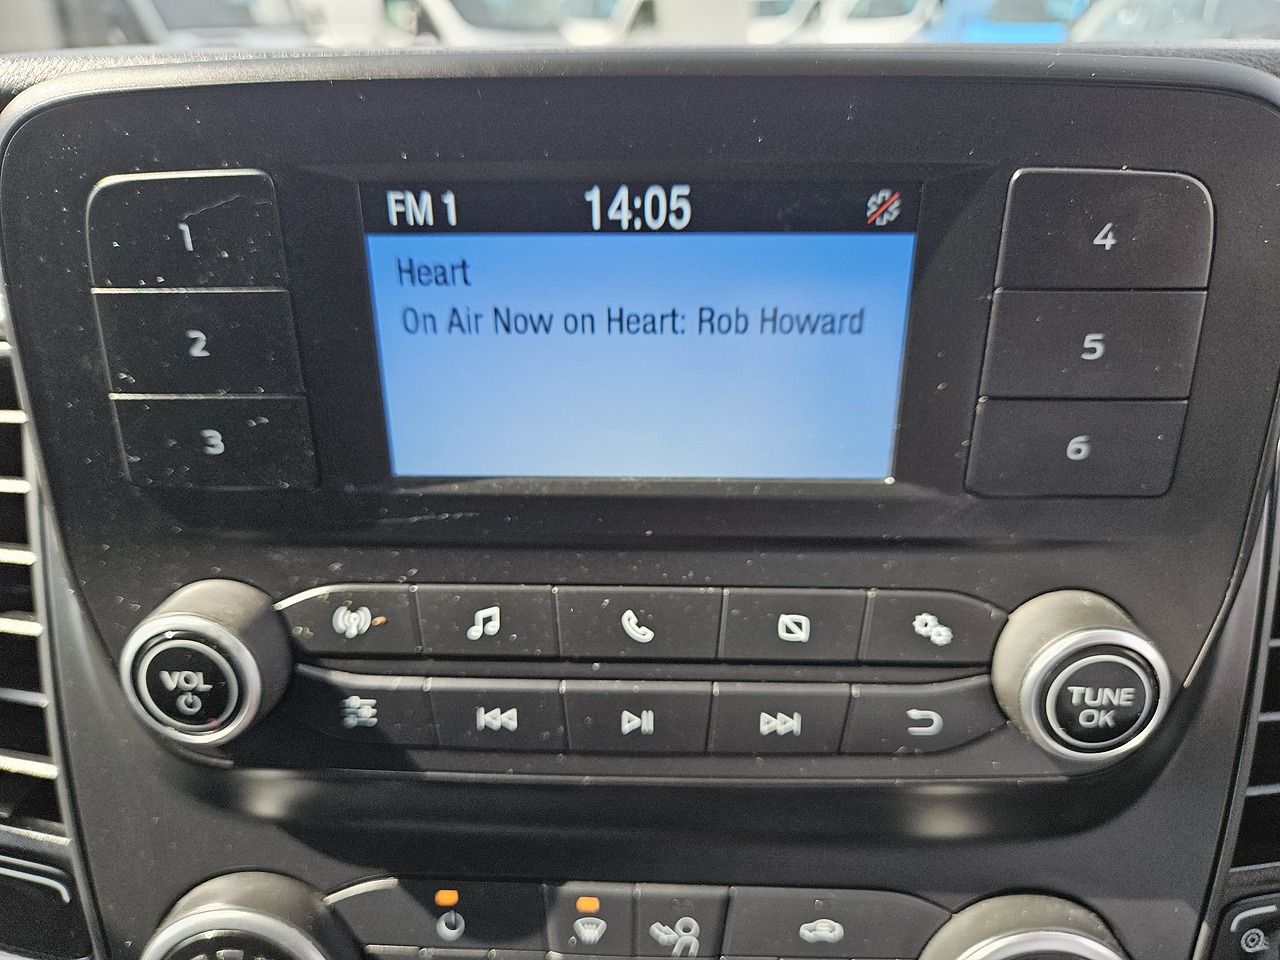 FM 1 14:05
Heart
On Air Now on Heart: Rob Howard
1
2
3
4
5
6
VOL
TUNE
OK